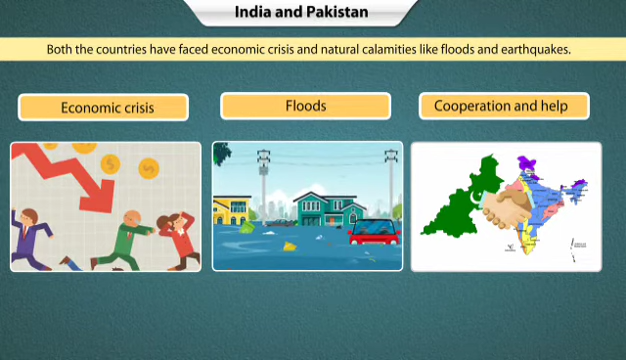 India and Pakistan
Both the countries have faced economic crisis and natural calamities like floods and earthquakes.
Economic crisis
Floods
Cooperation and help